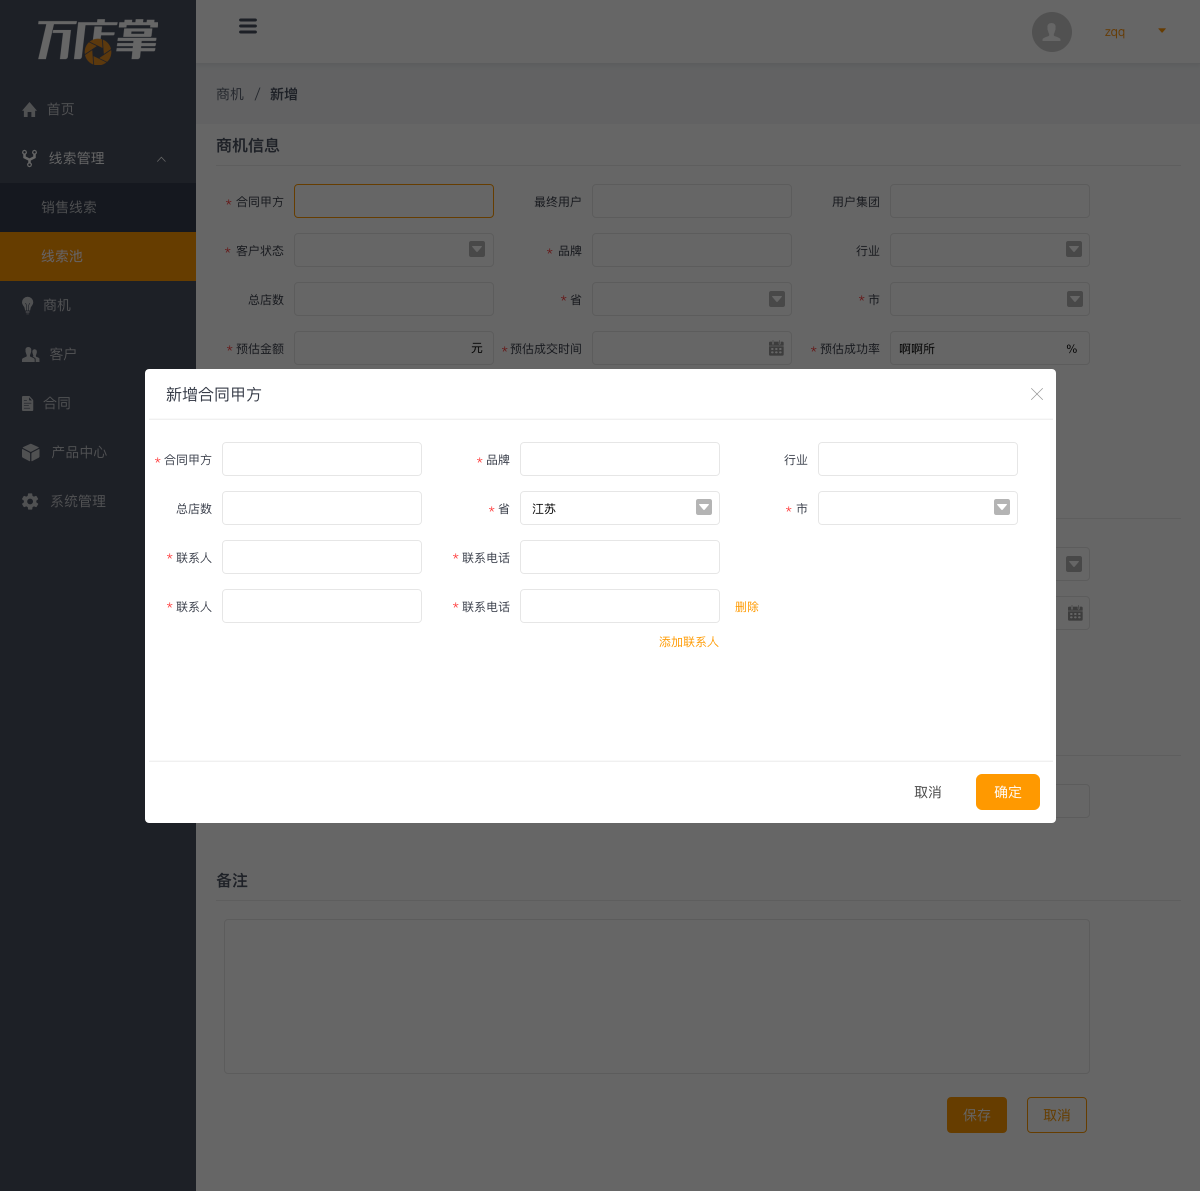 万店掌
zqq
首页
线索管理
销售线索
线索池
商机
客户
合同
产品中心
系统管理
商机 / 新增
商机信息
* 合同甲方 最终用户 用户集团
* 客户状态 * 品牌 行业
总店数 * 省 * 市
* 预估金额 元 * 预估成交时间 * 预估成功率 啊啊所 %
新增合同甲方
* 合同甲方 * 品牌 行业
总店数 * 省 江苏 * 市
* 联系人 * 联系电话
* 联系人 * 联系电话 删除
添加联系人
取消 确定
备注
保存 取消